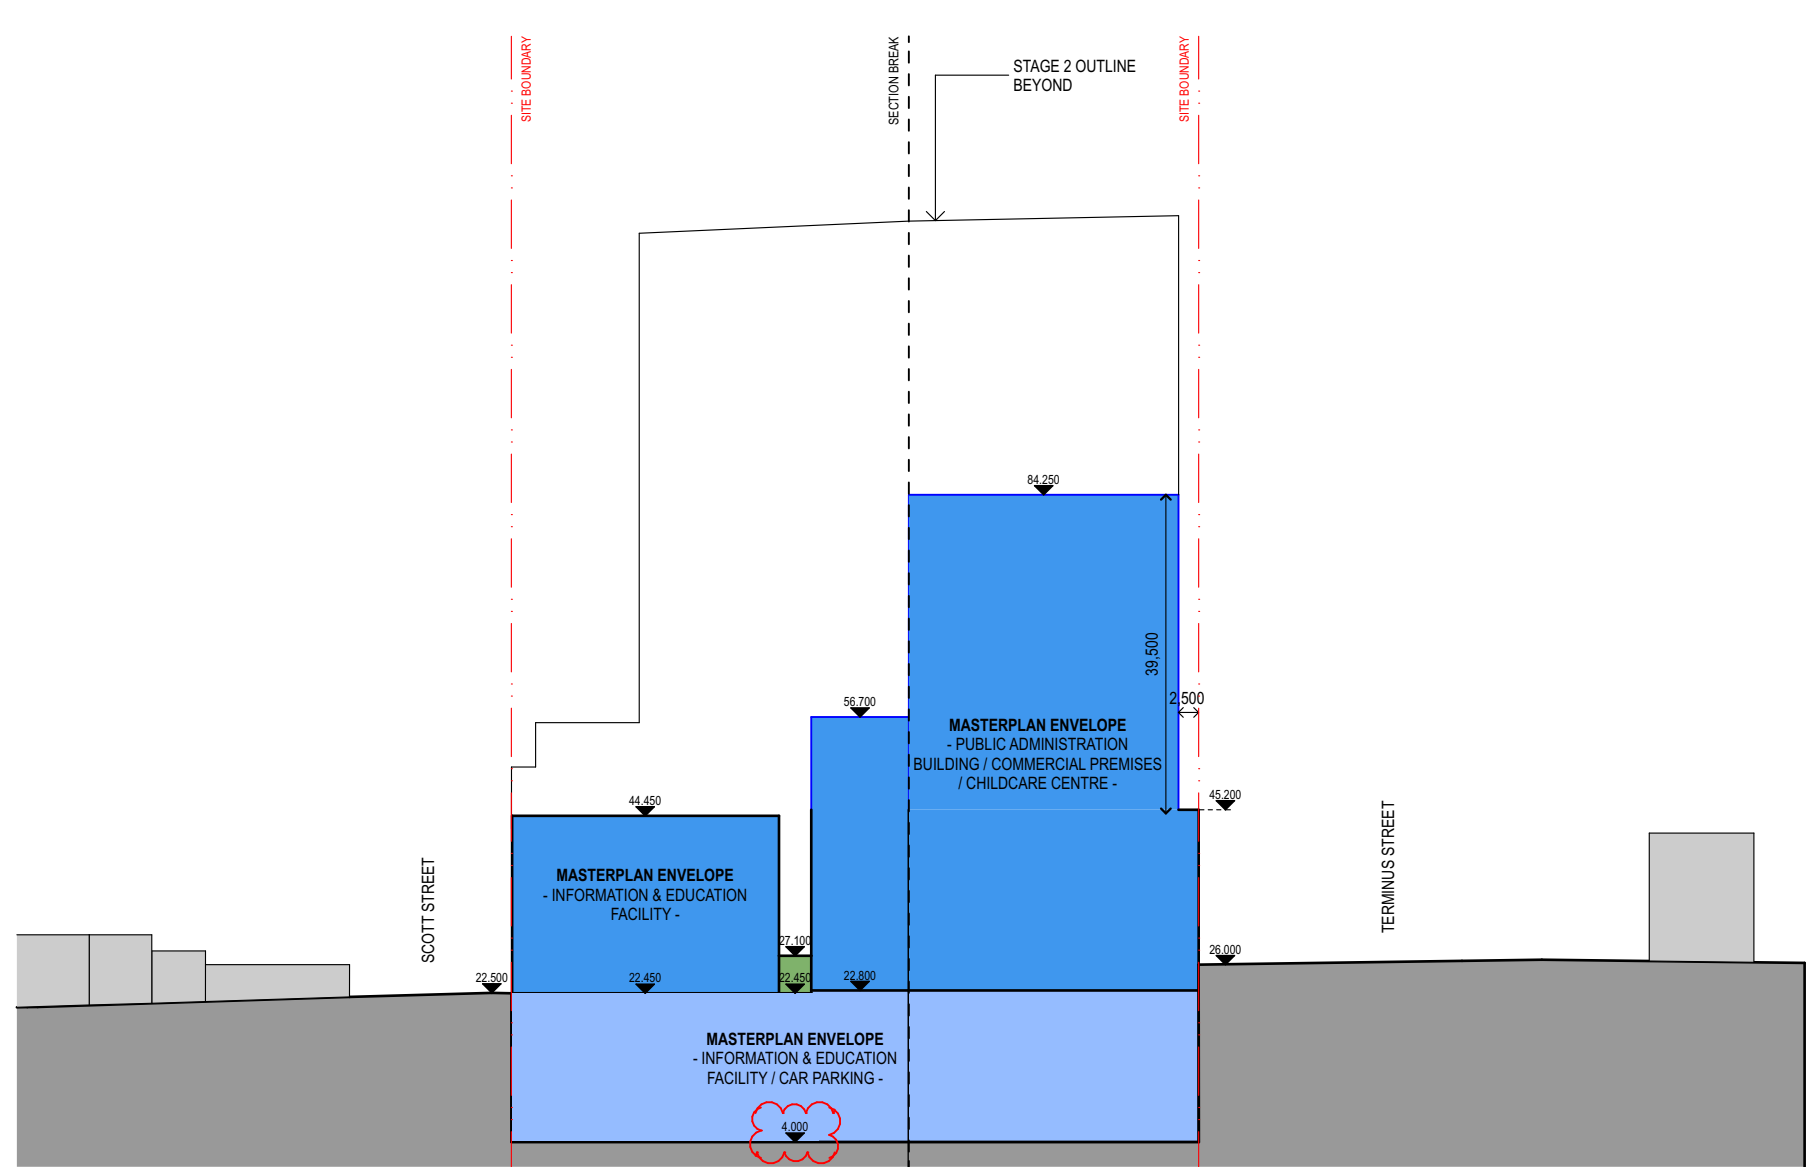 SITE BOUNDARY
SECTION BREAK
STAGE 2 OUTLINE
BEYOND
SITE BOUNDARY
84.250
39,500
2,500
56.700
MASTERPLAN ENVELOPE
- PUBLIC ADMINISTRATION
BUILDING / COMMERCIAL PREMISES
/ CHILDCARE CENTRE -
44.450
45.200
SCOTT STREET
MASTERPLAN ENVELOPE
- INFORMATION & EDUCATION
FACILITY -
TERMINUS STREET
27.100
26.000
22.500
22.450
22.450
22.800
MASTERPLAN ENVELOPE
- INFORMATION & EDUCATION
FACILITY / CAR PARKING -
4.000